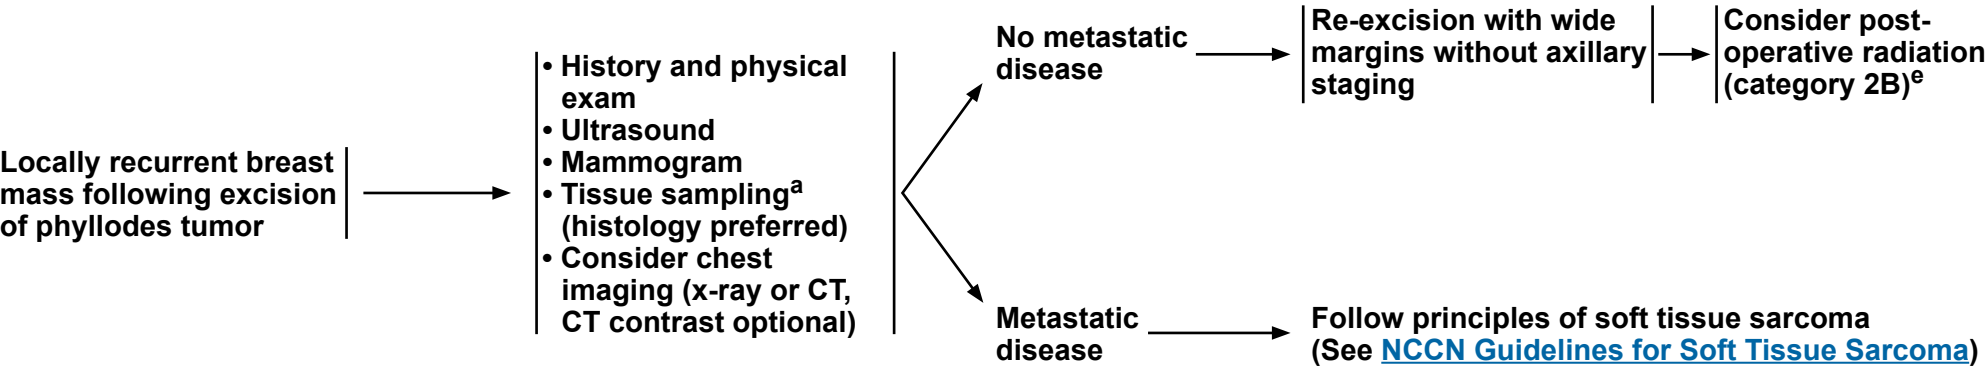 Locally recurrent breast
mass following excision
of phyllodes tumor
• History and physical
exam
• Ultrasound
• Mammogram
• Tissue samplingᵃ
(histology preferred)
• Consider chest
imaging (x-ray or CT,
CT contrast optional)
No metastatic
disease
Re-excision with wide
margins without axillary
staging
Consider post-
operative radiation
(category 2B)ᵉ
Metastatic
disease
Follow principles of soft tissue sarcoma
(See NCCN Guidelines for Soft Tissue Sarcoma)